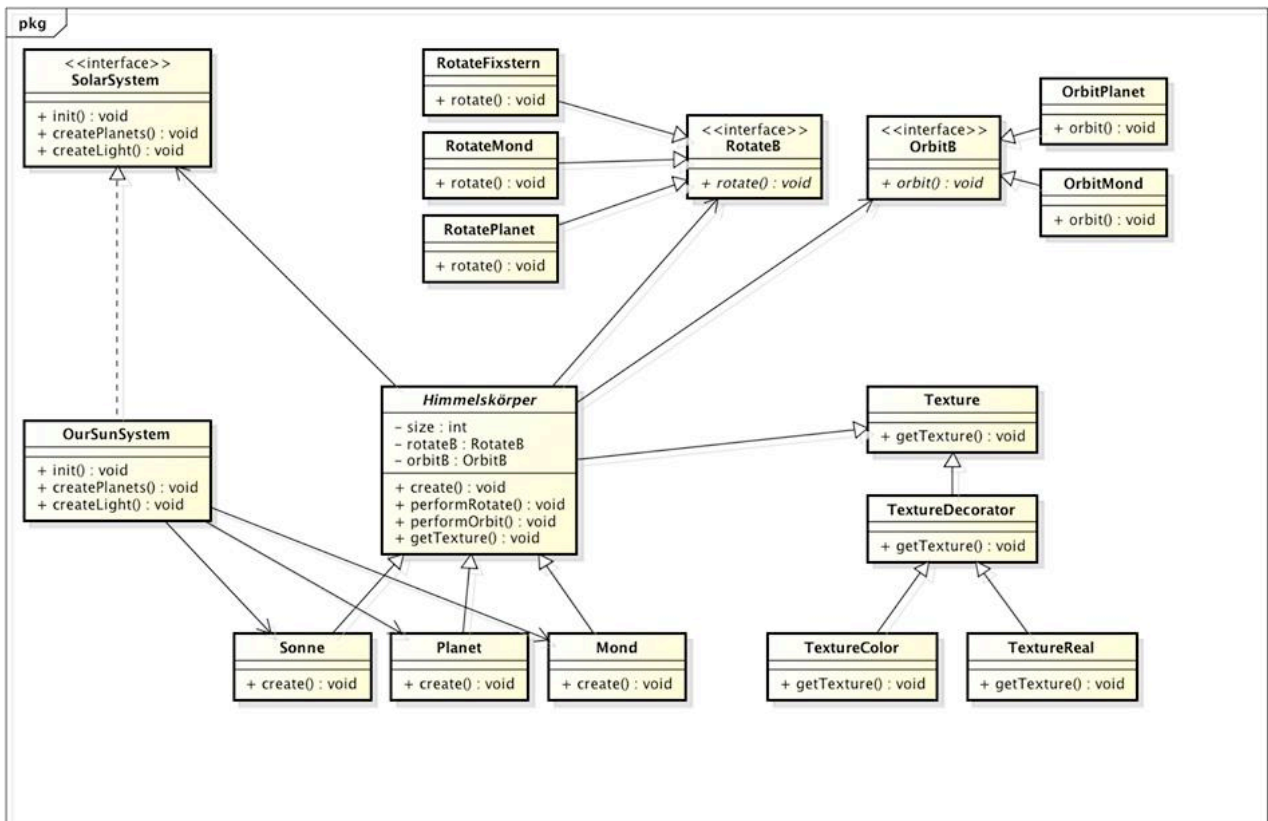 pkg
<<interface>>
SolarSystem
+ init() : void
+ createPlanets() : void
+ createLight() : void
RotateFixstern
+ rotate() : void
RotateMond
+ rotate() : void
RotatePlanet
+ rotate() : void
<<interface>>
RotateB
+ rotate() : void
<<interface>>
OrbitB
+ orbit() : void
OrbitPlanet
+ orbit() : void
OrbitMond
+ orbit() : void
OurSunSystem
+ init() : void
+ createPlanets() : void
+ createLight() : void
Himmelskörper
- size : int
- rotateB : RotateB
- orbitB : OrbitB
+ create() : void
+ performRotate() : void
+ performOrbit() : void
+ getTexture() : void
Texture
+ getTexture() : void
TextureDecorator
+ getTexture() : void
Sonne
+ create() : void
Planet
+ create() : void
Mond
+ create() : void
TextureColor
+ getTexture() : void
TextureReal
+ getTexture() : void